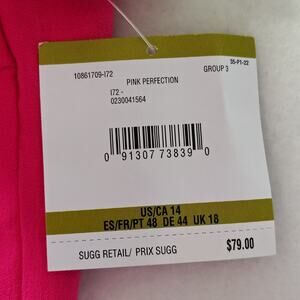 35-P1-22
10861709-I72 GROUP 3
PINK PERFECTION
I72 -
0230041564
0 91307 73839 0
US/CA 14
ES/FR/PT 48 DE 44 UK 18
SUGG RETAIL/ PRIX SUGG $79.00